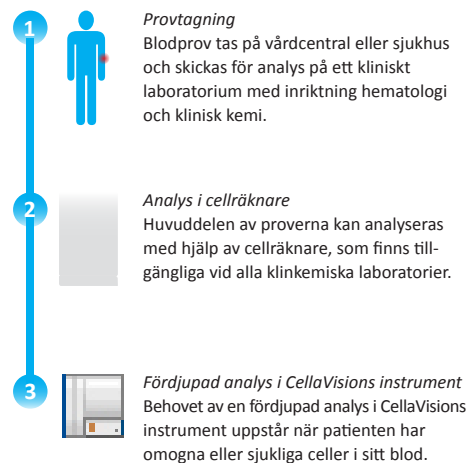 1
Provtagning
Blodprov tas på vårdcentral eller sjukhus
och skickas för analys på ett kliniskt
laboratorium med inriktning hematologi
och klinisk kemi.
2
Analys i cellräknare
Huvuddelen av proverna kan analyseras
med hjälp av cellräknare, som finns till-
gängliga vid alla klinkemiska laboratorier.
3
Fördjupad analys i CellaVisions instrument
Behovet av en fördjupad analys i CellaVisions
instrument uppstår när patienten har
omogna eller sjukliga celler i sitt blod.